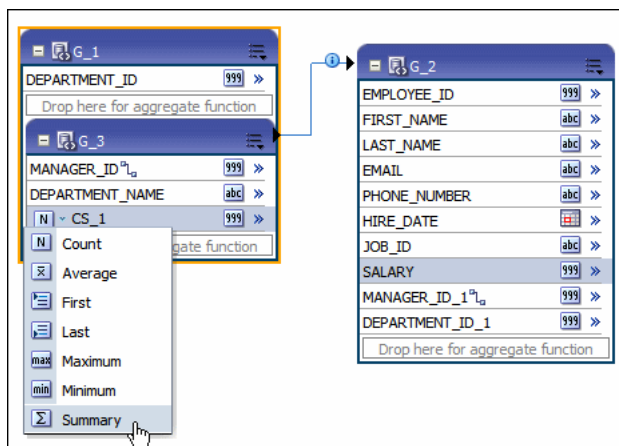 G_1
DEPARTMENT_ID 999
Drop here for aggregate function
G_3
MANAGER_ID 999
DEPARTMENT_NAME abc
N CS_1 999
gate function
N Count
x Average
First
Last
max Maximum
min Minimum
Σ Summary
G_2
EMPLOYEE_ID 999
FIRST_NAME abc
LAST_NAME abc
EMAIL abc
PHONE_NUMBER abc
HIRE_DATE
JOB_ID abc
SALARY 999
MANAGER_ID_1 999
DEPARTMENT_ID_1 999
Drop here for aggregate function